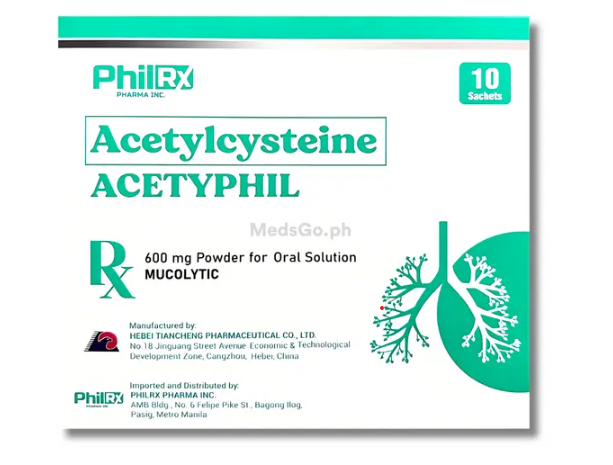 PhilRx
PHARMA INC.
10
Sachets
Acetylcysteine
ACETYPHIL
MedsGo.ph
Rx
600 mg Powder for Oral Solution
MUCOLYTIC
Manufactured by:
HEBEI TIANCHENG PHARMACEUTICAL CO., LTD.
No.18 Jinguang Street Avenue Economic & Technological
Development Zone, Cangzhou, Hebei, China
Imported and Distributed by:
PhilRx
PHARMA INC.
PHILRX PHARMA INC.
AMB Bldg., No. 6 Felipe Pike St., Bagong Ilog,
Pasig, Metro Manila